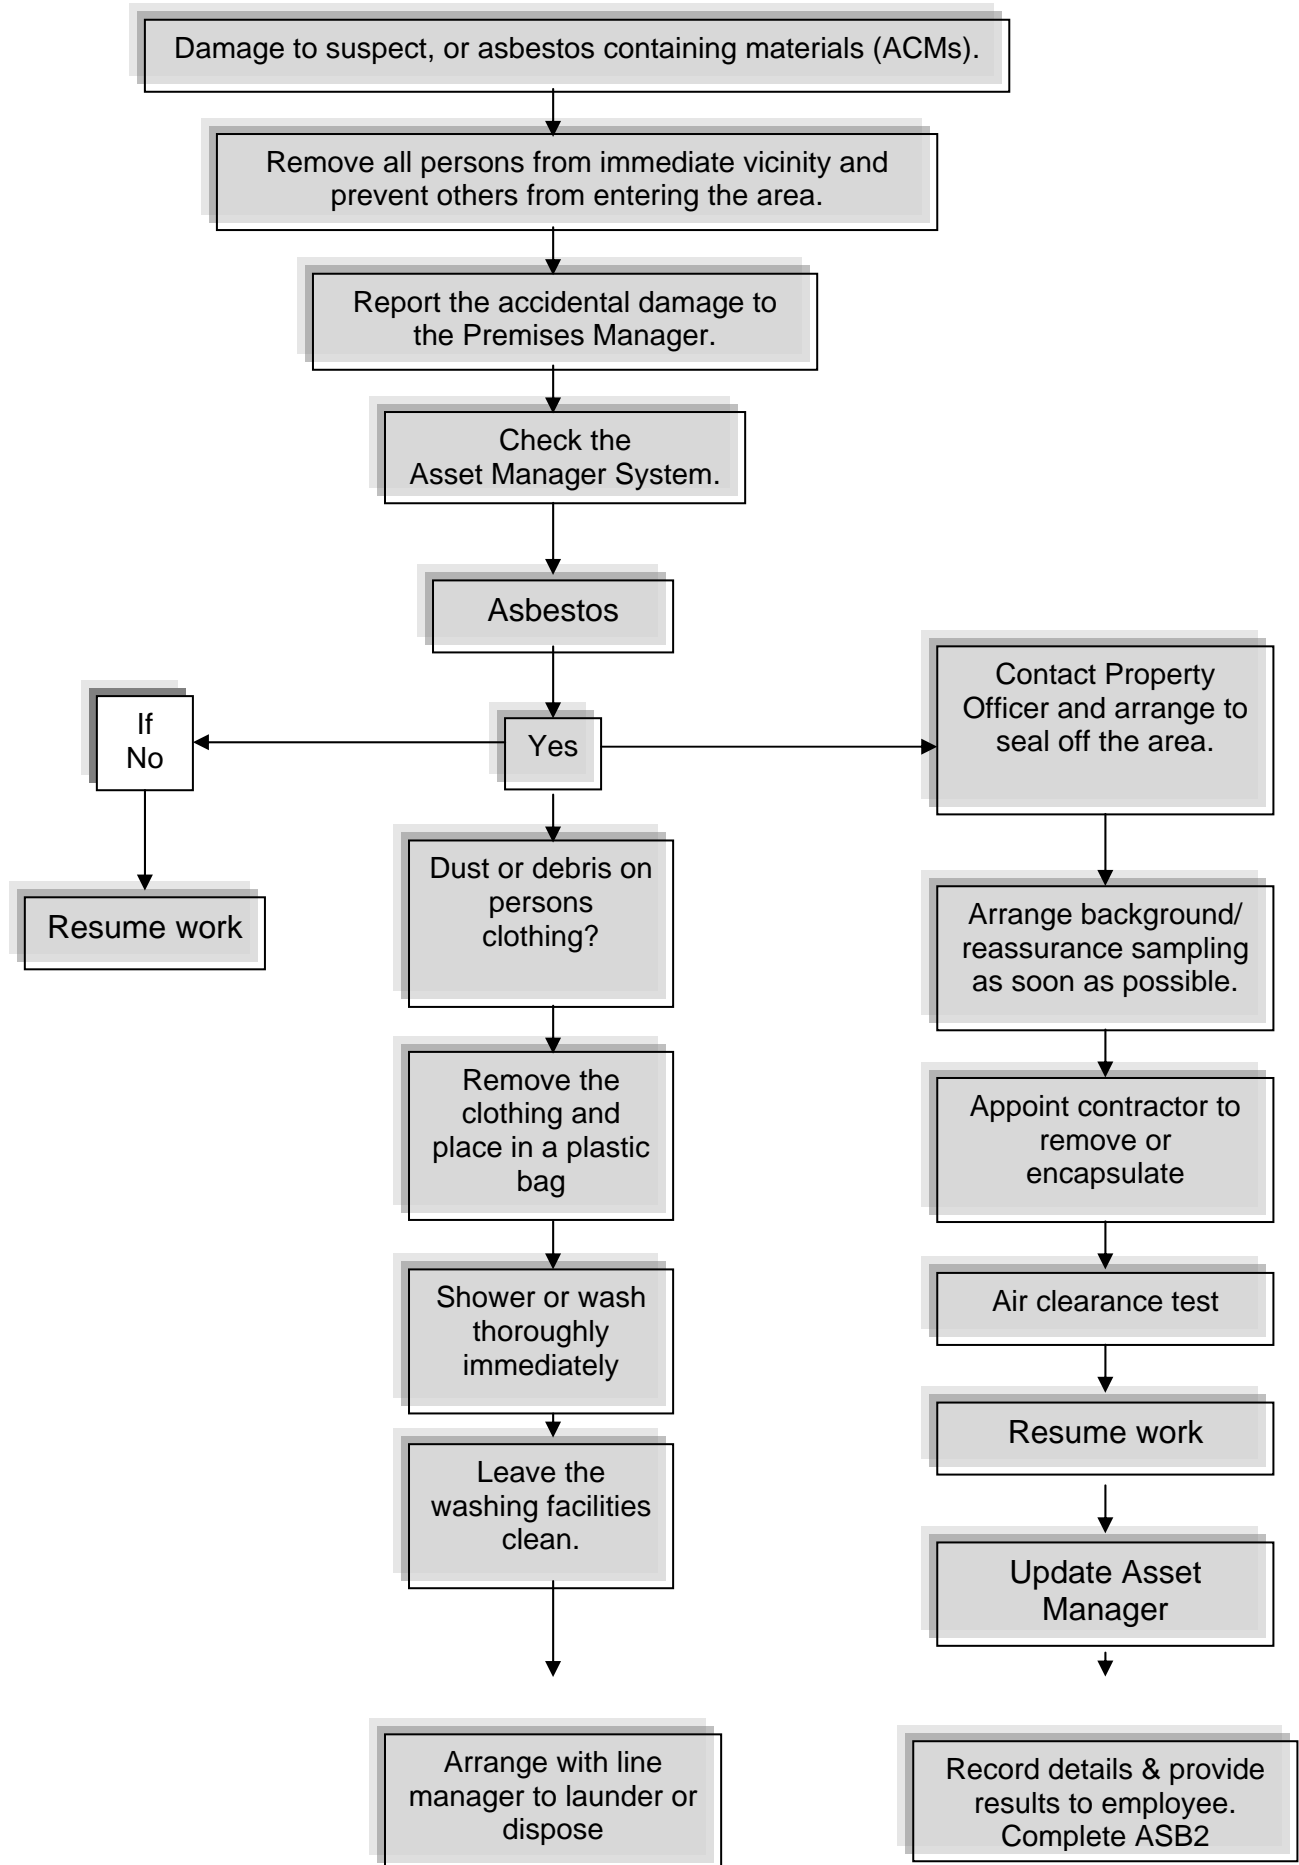 Damage to suspect, or asbestos containing materials (ACMs).
Remove all persons from immediate vicinity and
prevent others from entering the area.
Report the accidental damage to
the Premises Manager.
Check the
Asset Manager System.
Asbestos
If
No
Yes
Resume work
Dust or debris on
persons
clothing?
Remove the
clothing and
place in a plastic
bag
Shower or wash
thoroughly
immediately
Leave the
washing facilities
clean.
Arrange with line
manager to launder or
dispose
Contact Property
Officer and arrange to
seal off the area.
Arrange background/
reassurance sampling
as soon as possible.
Appoint contractor to
remove or
encapsulate
Air clearance test
Resume work
Update Asset
Manager
Record details & provide
results to employee.
Complete ASB2